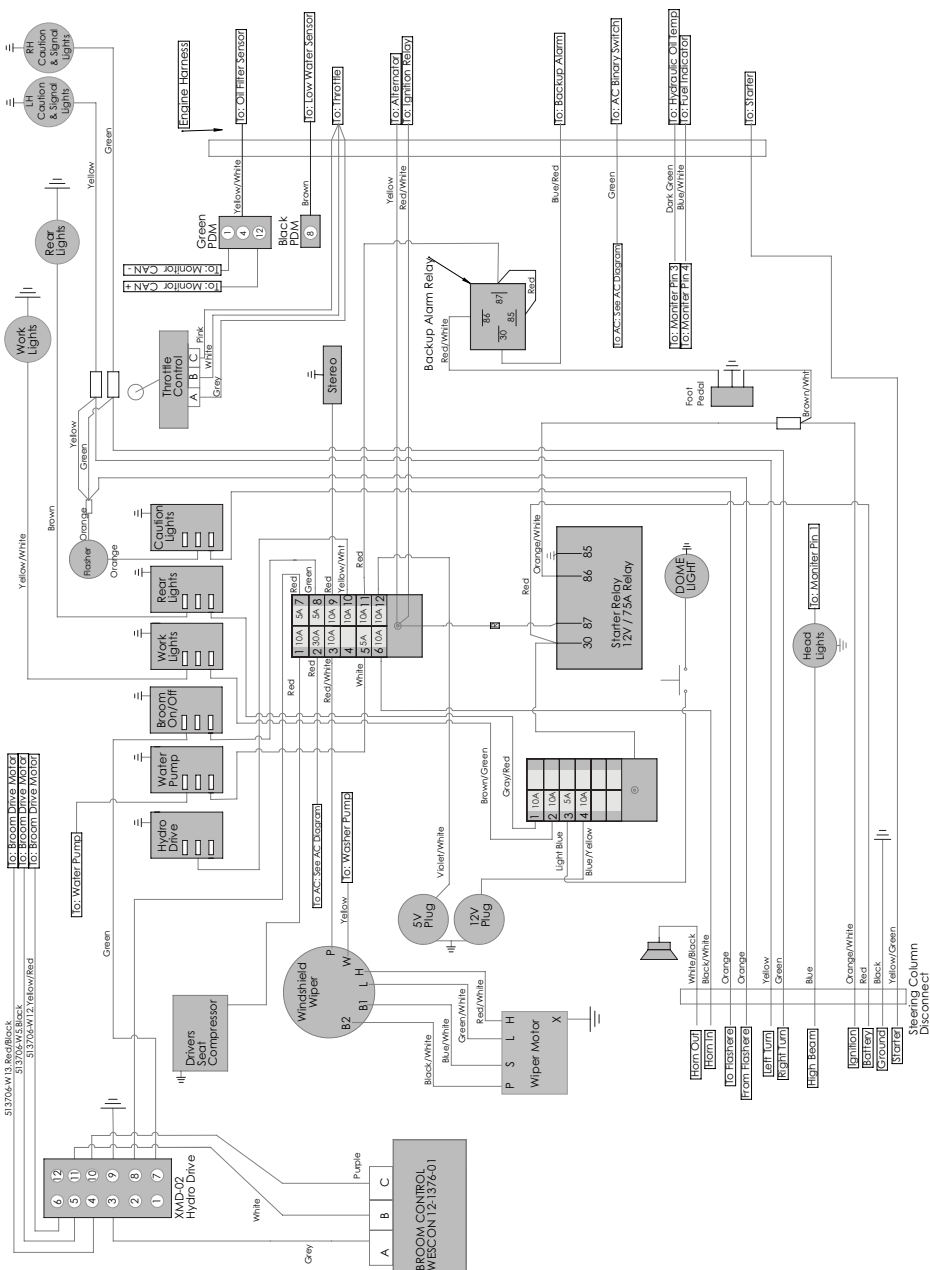 RH
Caution
& Signal
Lights
LH
Caution
& Signal
Lights
Green
Yellow
Engine Harness
To: Oil Filter Sensor
To: Low Water Sensor
To: Throttle
To: Alternator
To: Ignition Relay
To: Backup Alarm
To: AC Binary Switch
To: Hydraulic Oil Temp
To: Fuel Indicator
To: Starter
Yellow/White
Brown
Yellow
Red/White
Blue/Red
Green
Dark Green
Blue/White
Green
PDM
1
4
12
Black
PDM
8
To: Monitor CAN -
To: Monitor CAN +
To AC: See AC Diagram
To: Moniter Pin 3
To: Moniter Pin 4
Rear
Lights
Work
Lights
Throttle
Control
A
B
C
Pink
White
Grey
Stereo
Backup Alarm Relay
86
87
30
85
Red
Red/White
Foot
Pedal
Brown/Wht
Yellow
Green
Orange
Flasher
Orange
Brown
Yellow/White
Caution
Lights
Rear
Lights
Work
Lights
Broom
On/Off
Water
Pump
Hydro
Drive
Red
Green
Red
Yellow/Wht
Red
1 10A 5A 7
2 30A 5A 8
3 10A 10A 9
4 10A 10
5 5A 10A 11
6 10A 10A 12
Red
Red
Red/White
White
Orange/White
Red
85
86
87
30
Starter Relay
12V / 75A Relay
DOME
LIGHT
Head
Lights
To: Moniter Pin 1
To: Broom Drive Motor
To: Broom Drive Motor
To: Broom Drive Motor
To: Water Pump
Green
513706-W13, Red/Black
513706-W5, Black
513706-W12, Yellow/Red
To AC: See AC Diagram
To: Washer Pump
Yellow
Violet/White
Brown/Green
Gray/Red
Light Blue
Blue/Yellow
1 10A
2 10A
3 5A
4 10A
5V
Plug
12V
Plug
Drivers
Seat
Compressor
Windshield
Wiper
P
W
H
L
B1
B2
Black/White
Blue/White
Green/White
Red/White
P
S
L
H
X
Wiper Motor
White/Black
Black/White
Orange
Orange
Yellow
Green
Blue
Orange/White
Red
Black
Yellow/Green
Steering Column
Disconnect
Horn Out
Horn In
To Flashere
From Flashere
Left Turn
Right Turn
High Beam
Ignition
Battery
Ground
Starter
6
12
5
11
4
10
3
9
2
8
1
7
XMD-02
Hydro Drive
Purple
White
Grey
A
B
C
BROOM CONTROL
WESCON 12-1376-01